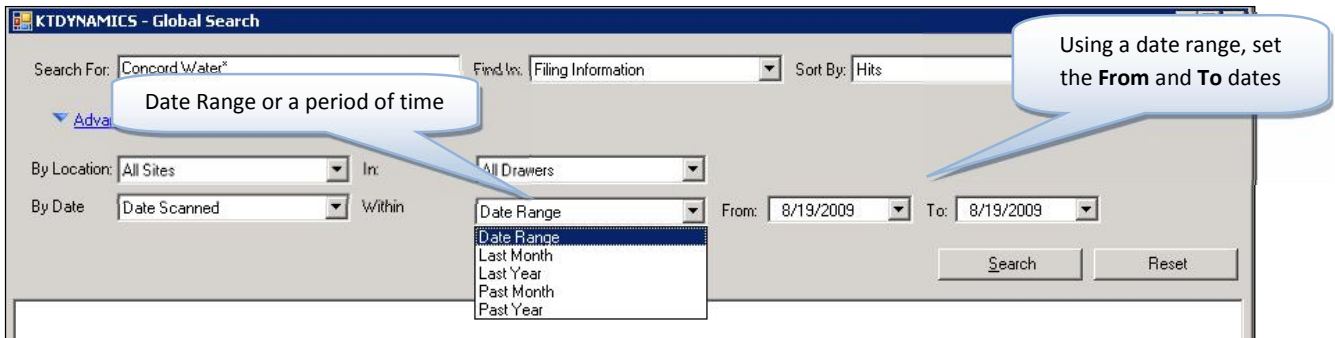 KTDYNAMICS - Global Search
Using a date range, set
the From and To dates
Search For: Concord Water* Find In: Filing Information Sort By: Hits
Date Range or a period of time
Adva
By Location: All Sites In: All Drawers
By Date Date Scanned Within Date Range From: 8/19/2009 To: 8/19/2009
Date Range
Last Month
Last Year
Past Month
Past Year
Search Reset